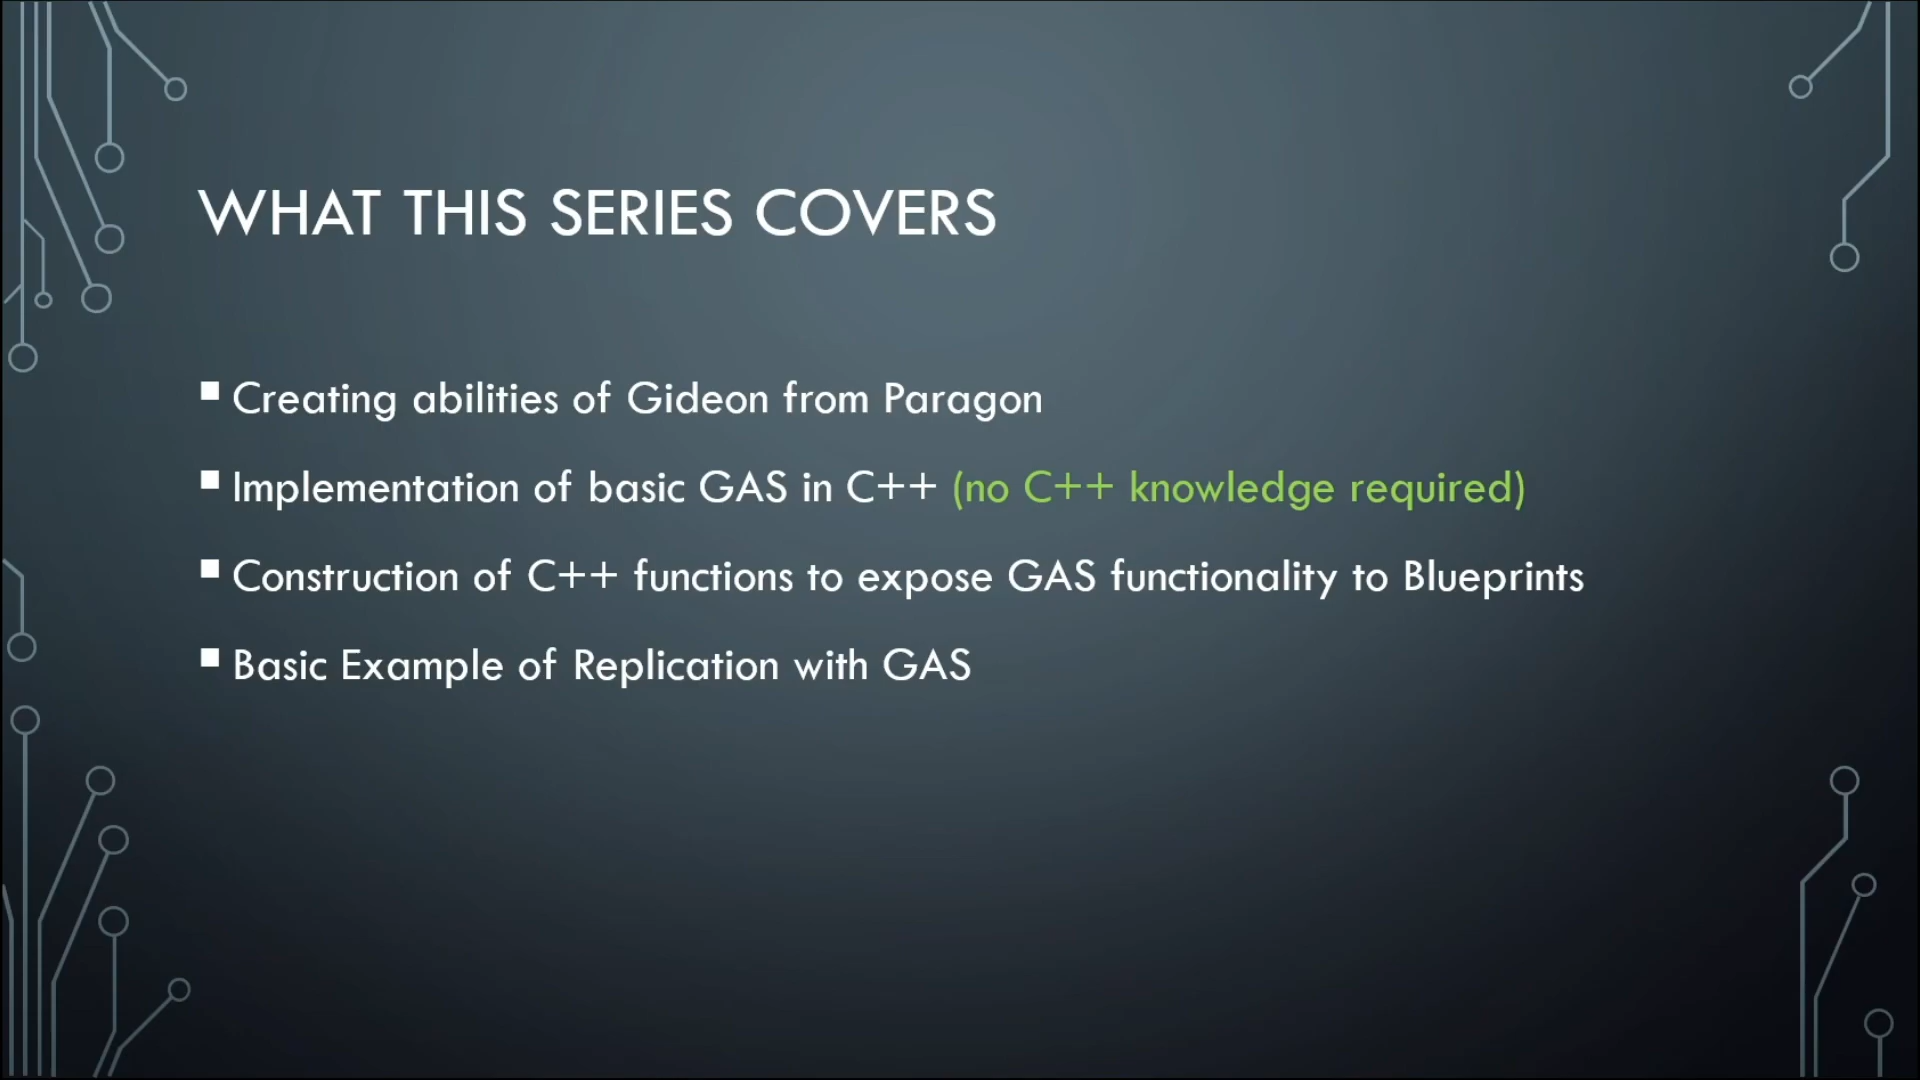 WHAT THIS SERIES COVERS
Creating abilities of Gideon from Paragon
Implementation of basic GAS in C++ (no C++ knowledge required)
Construction of C++ functions to expose GAS functionality to Blueprints
Basic Example of Replication with GAS